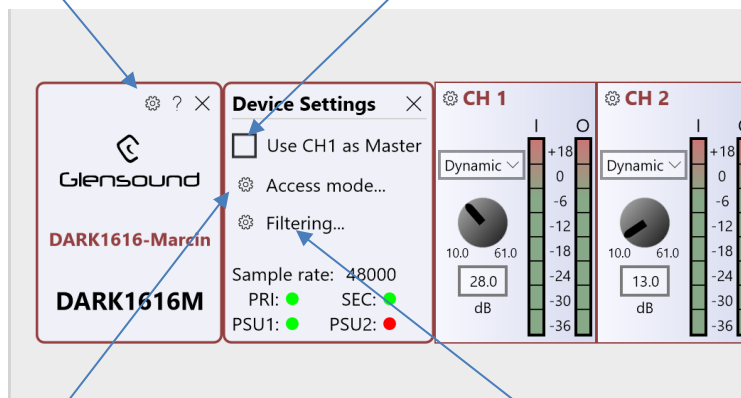 ?
Glensound
DARK1616-Marcin
DARK1616M
Device Settings
Use CH1 as Master
Access mode...
Filtering...
Sample rate: 48000
PRI: SEC:
PSU1: PSU2:
CH 1
I O
Dynamic
+18
0
-6
-12
-18
-24
-30
-36
10.0 61.0
28.0
dB
CH 2
I
Dynamic
+18
0
-6
-12
-18
-24
-30
-36
10.0 61.0
13.0
dB